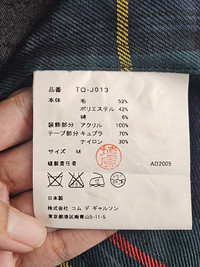 品番 TQ-J013
本体 毛 52%
ポリエステル 42%
綿 6%
装飾部分 アクリル 100%
テープ部分 キュプラ 70%
ナイロン 30%
サイズ M
縫製責任者 AD2005
日本製
株式会社 コム デ ギャルソン
東京都港区南青山5-11-5